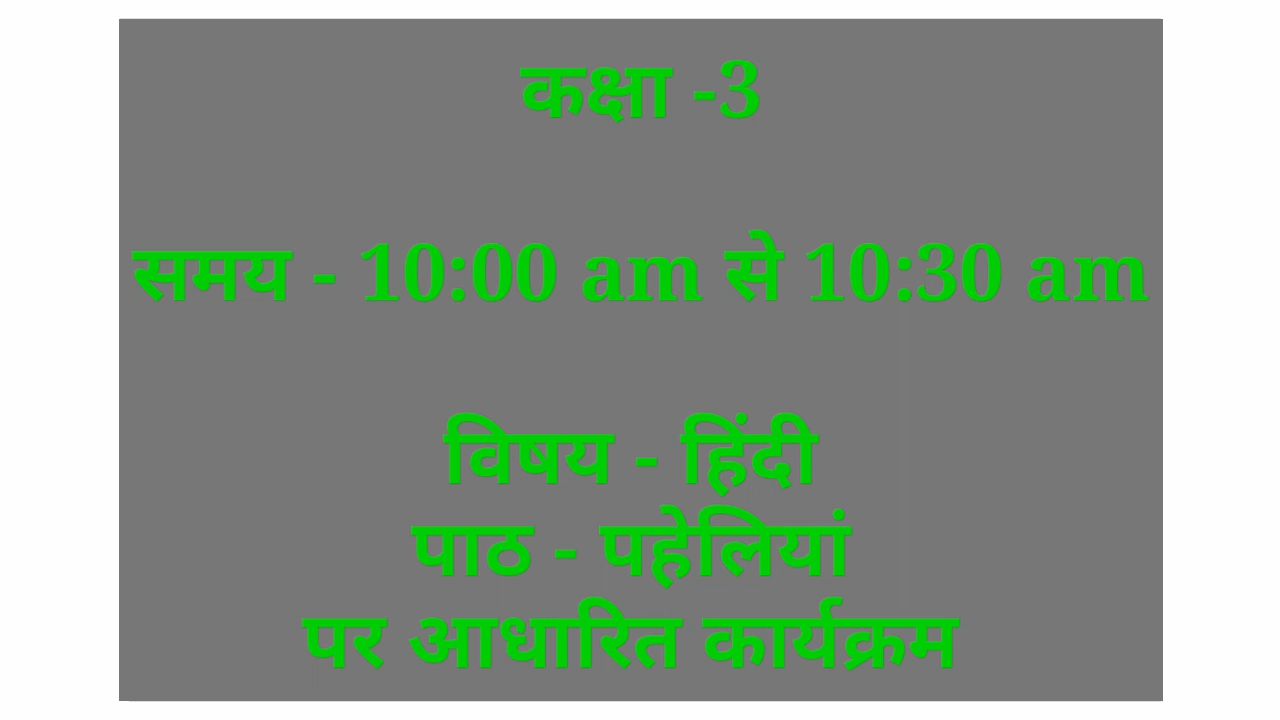 कक्षा -3
समय - 10:00 am से 10:30 am
विषय - हिंदी
पाठ - पहेलियां
पर आधारित कार्यक्रम